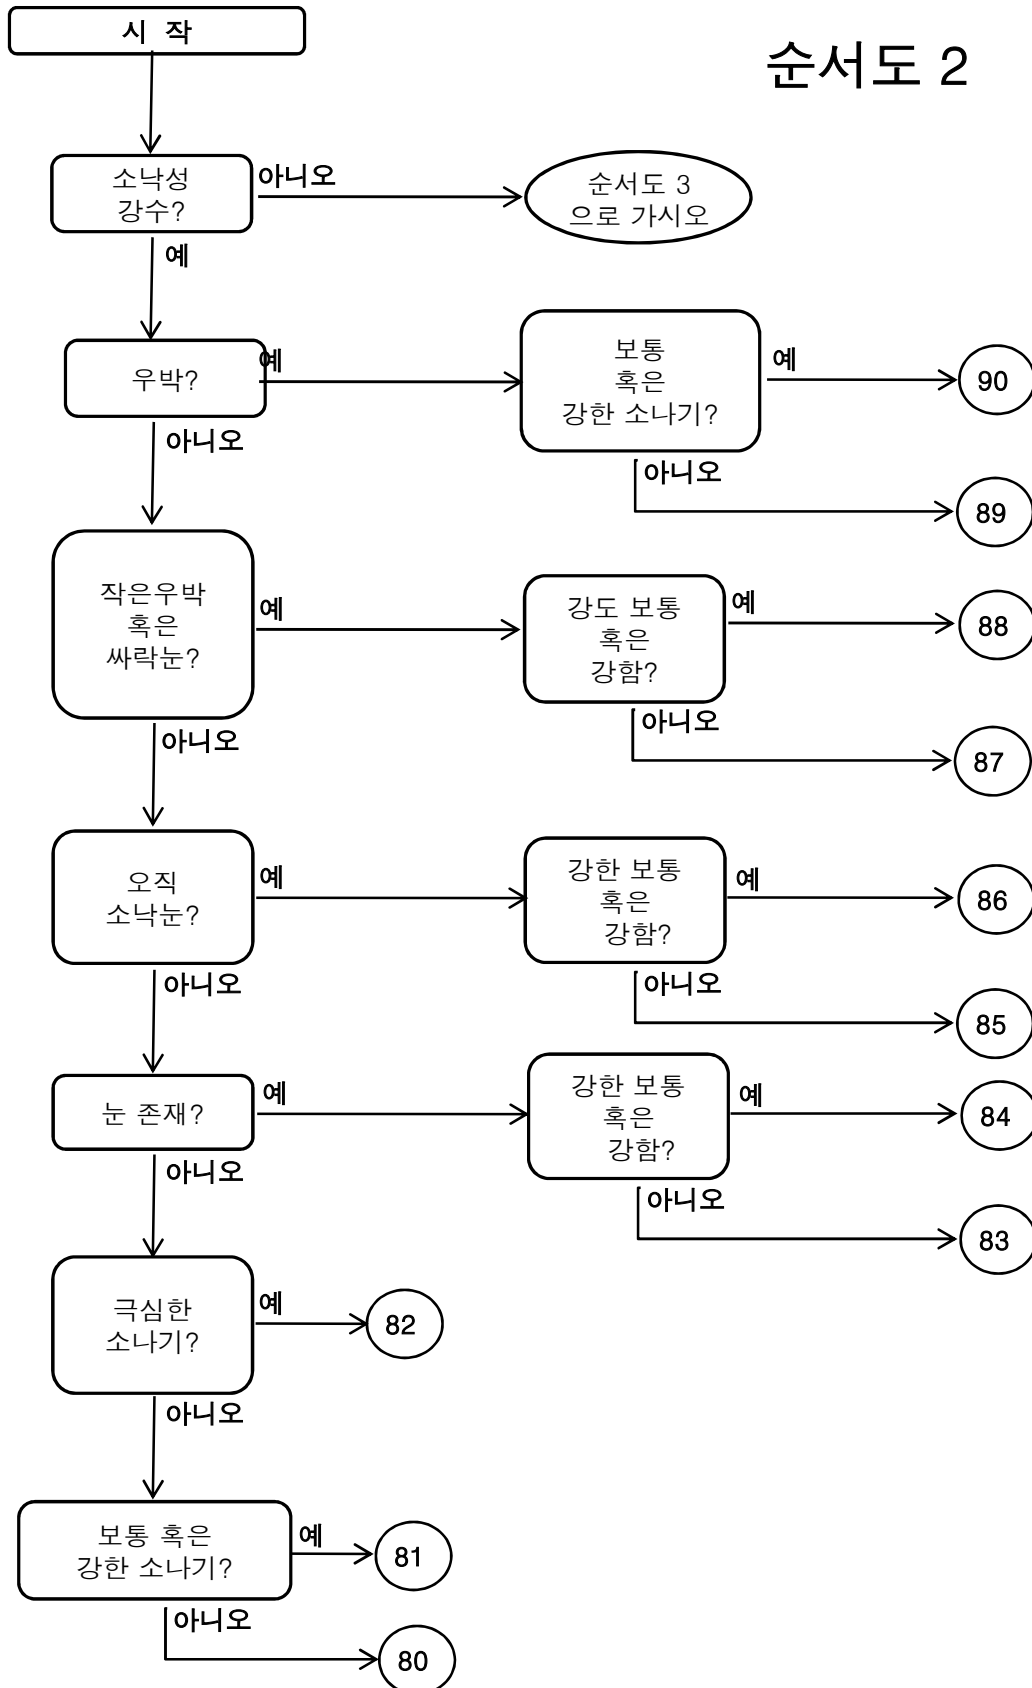 시 작
순서도 2
소낙성
강수?
아니오
순서도 3
으로 가시오
예
우박?
예
보통
혹은
강한 소나기?
예
90
아니오
아니오
89
작은우박
혹은
싸락눈?
예
강도 보통
혹은
강함?
예
88
아니오
아니오
87
오직
소낙눈?
예
강한 보통
혹은
강함?
예
86
아니오
아니오
85
눈 존재?
예
강한 보통
혹은
강함?
예
84
아니오
아니오
83
극심한
소나기?
예
82
아니오
보통 혹은
강한 소나기?
예
81
아니오
80